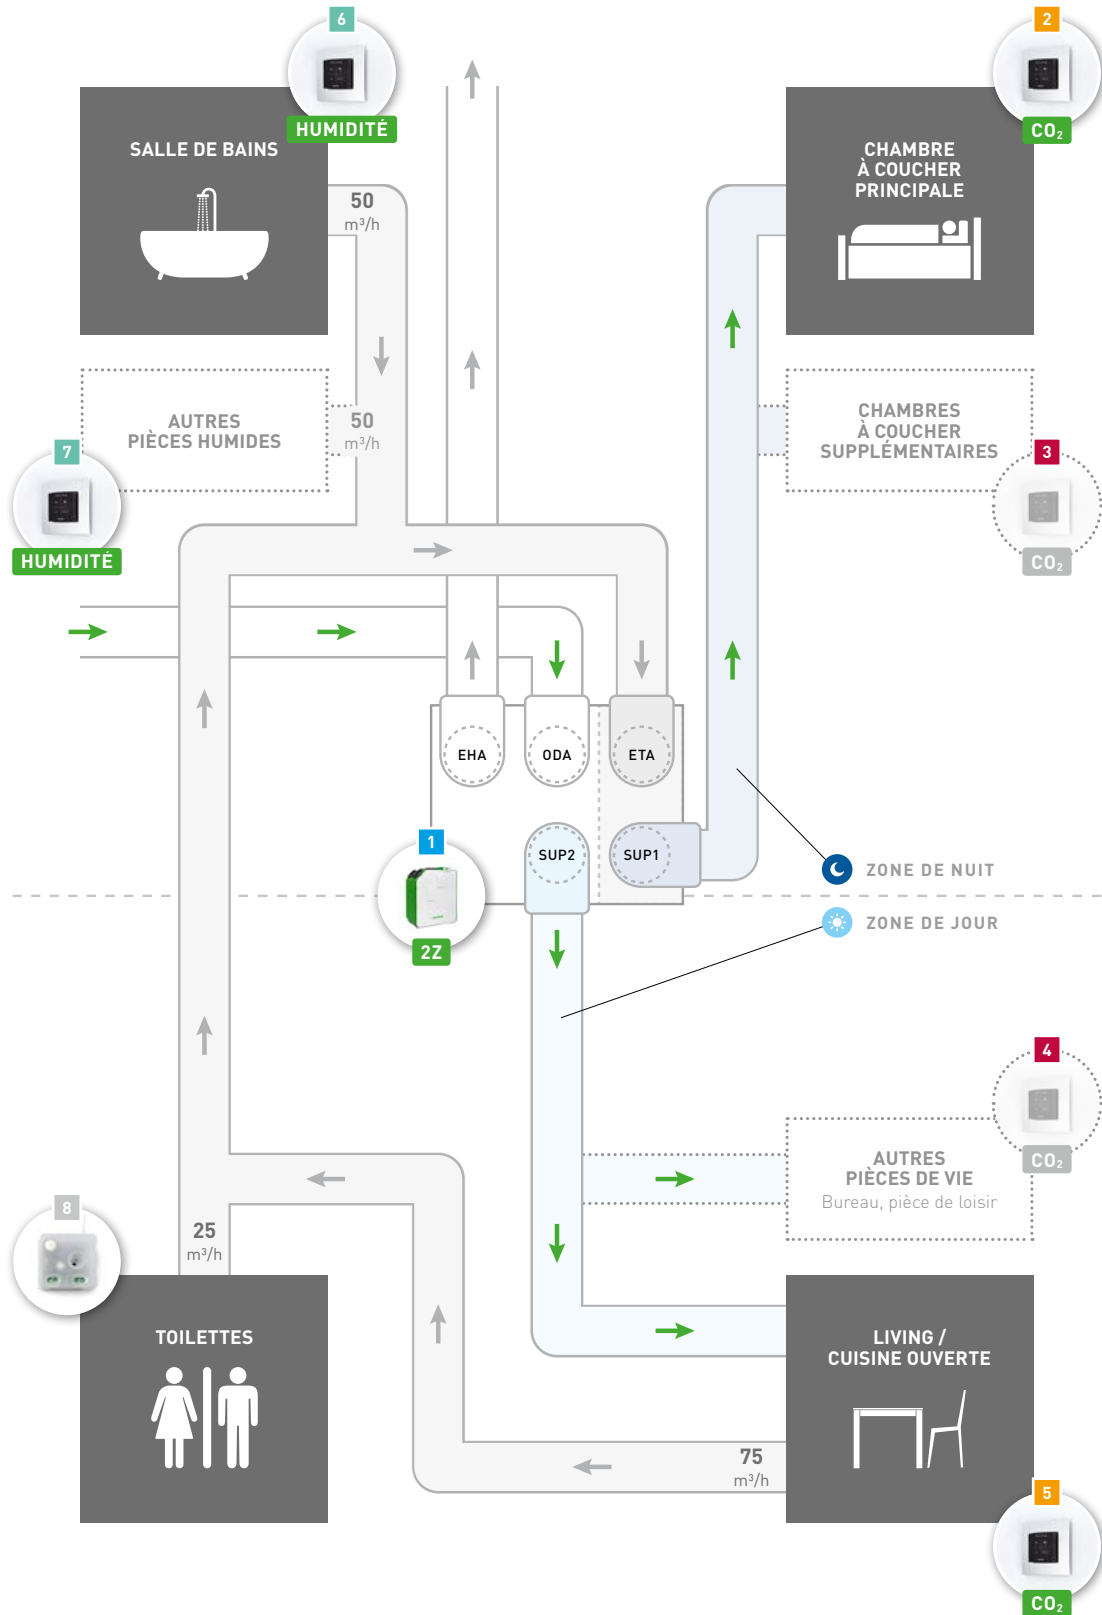 6
HUMIDITÉ
SALLE DE BAINS
50
m³/h
2
CO₂
CHAMBRE
À COUCHER
PRINCIPALE
AUTRES
PIÈCES HUMIDES
50
m³/h
7
HUMIDITÉ
CHAMBRES
À COUCHER
SUPPLÉMENTAIRES
3
CO₂
EHA
ODA
ETA
SUP2
SUP1
1
2Z
ZONE DE NUIT
ZONE DE JOUR
4
CO₂
AUTRES
PIÈCES DE VIE
Bureau, pièce de loisir
8
25
m³/h
TOILETTES
LIVING /
CUISINE OUVERTE
75
m³/h
5
CO₂